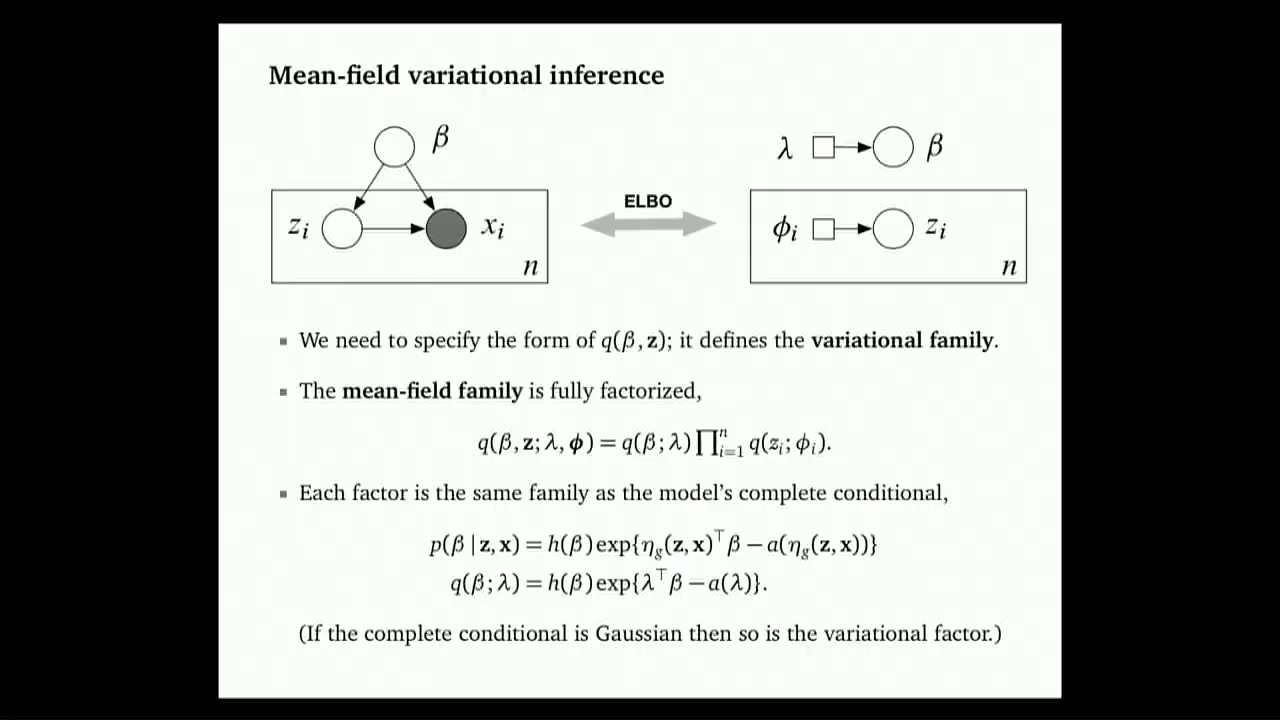 Mean-field variational inference
β
z_i
x_i
n
ELBO
λ
β
ϕ_i
z_i
n
▪ We need to specify the form of q(β, z); it defines the variational family.
▪ The mean-field family is fully factorized,
q(β, z; λ, ϕ) = q(β; λ) ∏_{i=1}^{n} q(z_i; ϕ_i).
▪ Each factor is the same family as the model’s complete conditional,
p(β | z, x) = h(β) exp{η_g(z, x)^⊤ β − a(η_g(z, x))}
q(β; λ) = h(β) exp{λ^⊤ β − a(λ)}.
(If the complete conditional is Gaussian then so is the variational factor.)